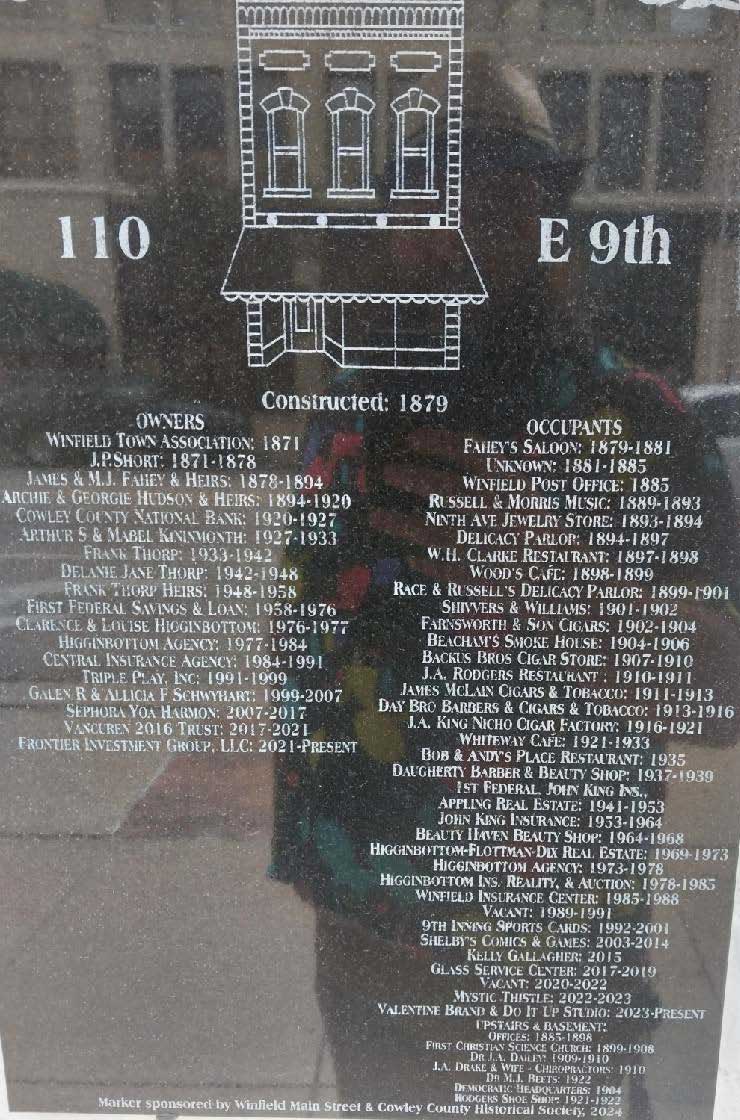 110
E 9th
Constructed: 1879
OWNERS
WINFIELD TOWN ASSOCIATION: 1871
J.P.SHORT: 1871-1878
JAMES & M.J. FAHEY & HEIRS: 1878-1894
ARCHIE & GEORGIE HUDSON & HEIRS: 1894-1920
COWLEY COUNTY NATIONAL BANK: 1920-1927
ARTHUR S & MABEL KININMONTH: 1927-1933
FRANK THORP: 1933-1942
DELANIE JANE THORP: 1942-1948
FRANK THORP HEIRS: 1948-1958
FIRST FEDERAL SAVINGS & LOAN: 1958-1976
CLARENCE & LOUISE HIGGINBOTTOM: 1976-1977
HIGGINBOTTOM AGENCY: 1977-1984
CENTRAL INSURANCE AGENCY: 1984-1991
TRIPLE PLAY, INC: 1991-1999
GALEN R & ALLICIA F SCHWYHART: 1999-2007
SEPHORA YOA HARMON: 2007-2017
VANCUREN 2016 TRUST: 2017-2021
FRONTIER INVESTMENT GROUP, LLC: 2021-PRESENT
OCCUPANTS
FAHEY'S SALOON: 1879-1881
UNKNOWN: 1881-1885
WINFIELD POST OFFICE: 1885
RUSSELL & MORRIS MUSIC: 1889-1893
NINTH AVE JEWELRY STORE: 1893-1894
DELICACY PARLOR: 1894-1897
W.H. CLARKE RESTAURANT: 1897-1898
WOOD'S CAFÉ: 1898-1899
RACE & RUSSELL'S DELICACY PARLOR: 1899-1901
SHIVVERS & WILLIAMS: 1901-1902
FARNSWORTH & SON CIGARS: 1902-1904
BEACHAM'S SMOKE HOUSE: 1904-1906
BACKUS BROS CIGAR STORE: 1907-1910
J.A. RODGERS RESTAURANT : 1910-1911
JAMES MCLAIN CIGARS & TOBACCO: 1911-1913
DAY BRO BARBERS & CIGARS & TOBACCO: 1913-1916
J.A. KING NICHO CIGAR FACTORY: 1916-1921
WHITEWAY CAFÉ: 1921-1933
BOB & ANDY'S PLACE RESTAURANT: 1935
DAUGHERTY BARBER & BEAUTY SHOP: 1937-1939
1ST FEDERAL, JOHN KING INS.,
APPLING REAL ESTATE: 1941-1953
JOHN KING INSURANCE: 1953-1964
BEAUTY HAVEN BEAUTY SHOP: 1964-1968
HIGGINBOTTOM-FLOTTMAN-DIX REAL ESTATE: 1969-1973
HIGGINBOTTOM AGENCY: 1973-1978
HIGGINBOTTOM INS. REALITY, & AUCTION: 1978-1985
WINFIELD INSURANCE CENTER: 1985-1988
VACANT: 1989-1991
9TH INNING SPORTS CARDS: 1992-2001
SHELBY'S COMICS & GAMES: 2003-2014
KELLY GALLAGHER: 2015
GLASS SERVICE CENTER: 2017-2019
VACANT: 2020-2022
MYSTIC THISTLE: 2022-2023
VALENTINE BRAND & DO IT UP STUDIO: 2023-PRESENT
UPSTAIRS & BASEMENT:
OFFICES: 1885-1898
FIRST CHRISTIAN SCIENCE CHURCH: 1899-1908
DR J.A. DAILEY: 1909-1910
J.A. DRAKE & WIFE - CHIROPRACTORS: 1910
DR M.J. BEETS: 1922
DEMOCRATIC HEADQUARTERS: 1904
HODGERS SHOE SHOP: 1921-1922
Marker sponsored by Winfield Main Street & Cowley County Historical Society, 2024